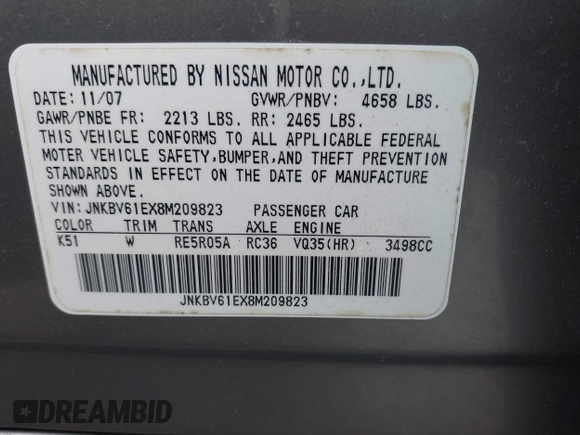 MANUFACTURED BY NISSAN MOTOR CO.,LTD.
DATE: 11/07 GVWR/PNBV: 4658 LBS.
GAWR/PNBE FR: 2213 LBS. RR: 2465 LBS.
THIS VEHICLE CONFORMS TO ALL APPLICABLE FEDERAL
MOTER VEHICLE SAFETY,BUMPER,AND THEFT PREVENTION
STANDARDS IN EFFECT ON THE DATE OF MANUFACTURE
SHOWN ABOVE.
VIN: JNKBV61EX8M209823 PASSENGER CAR
COLOR TRIM TRANS AXLE ENGINE
K51 W RE5R05A RC36 VQ35(HR) 3498CC
JNKBV61EX8M209823
DREAMBID